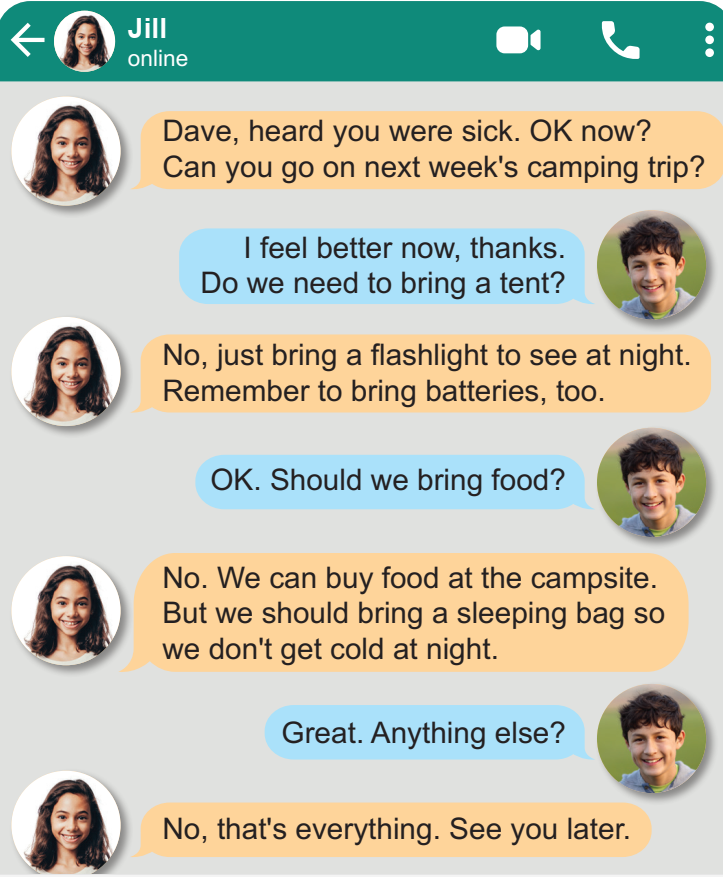 Jill
online
Dave, heard you were sick. OK now?
Can you go on next week's camping trip?
I feel better now, thanks.
Do we need to bring a tent?
No, just bring a flashlight to see at night.
Remember to bring batteries, too.
OK. Should we bring food?
No. We can buy food at the campsite.
But we should bring a sleeping bag so
we don't get cold at night.
Great. Anything else?
No, that's everything. See you later.